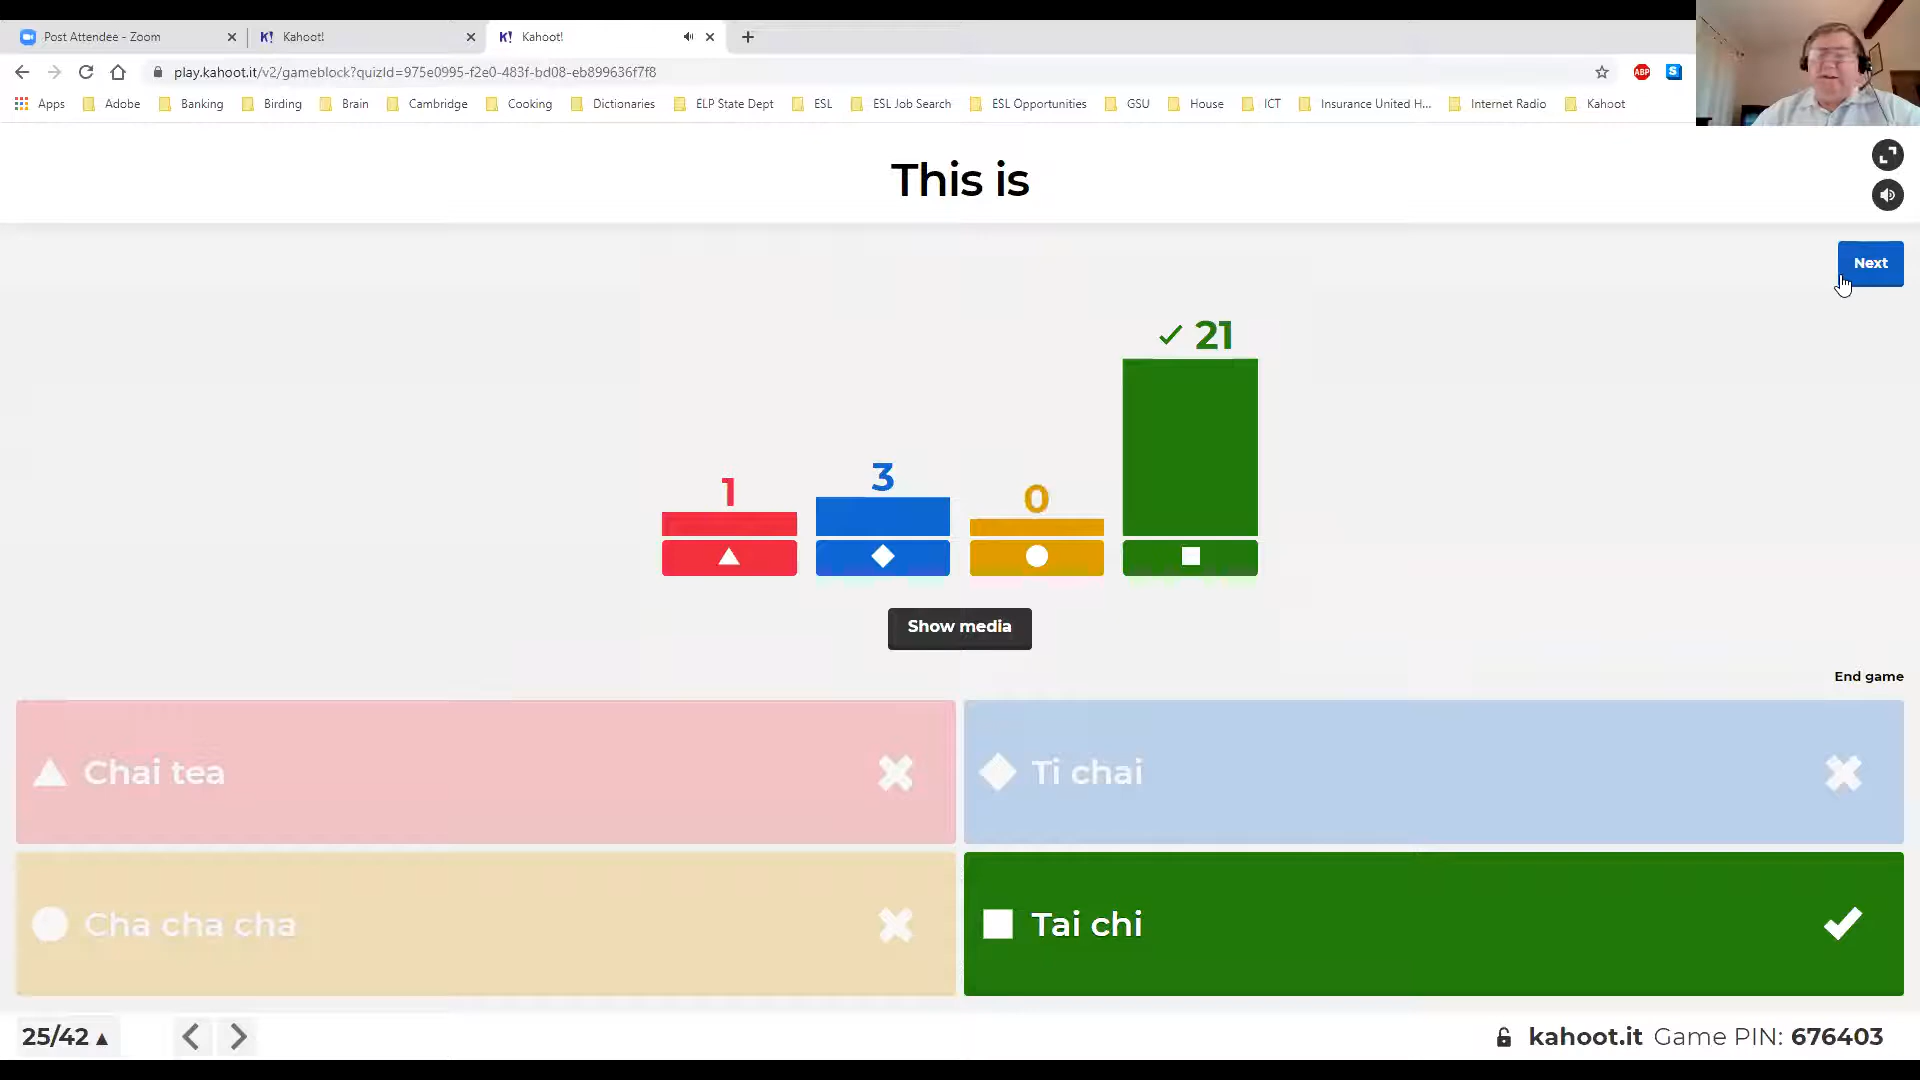 Post Attendee - Zoom
K! Kahoot!
K! Kahoot!
play.kahoot.it/v2/gameblock?quizId=975e0995-f2e0-483f-bd08-eb899636f7f8
ABP
S
Apps Adobe Banking Birding Brain Cambridge Cooking Dictionaries ELP State Dept ESL ESL Job Search ESL Opportunities GSU House ICT Insurance United H... Internet Radio Kahoot
This is
Next
21
1
3
0
Show media
End game
Chai tea
Ti chai
Cha cha cha
Tai chi
25/42
kahoot.it Game PIN: 676403